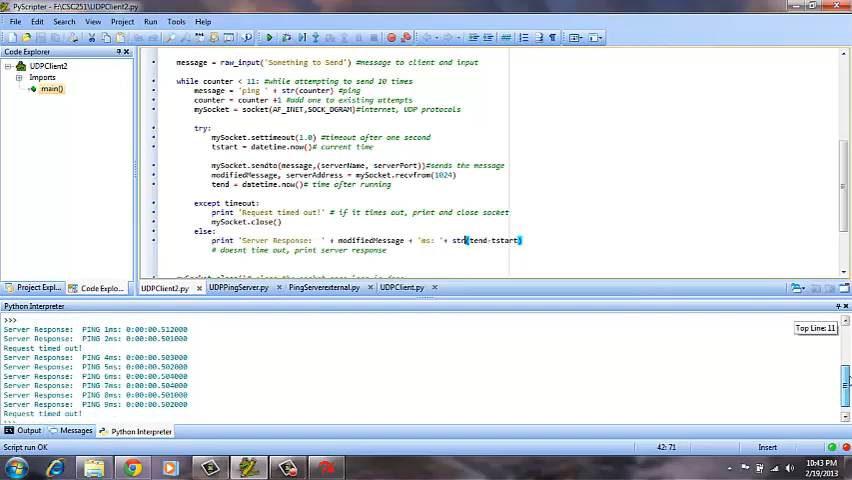 PyScripter - F:\CSC251\UDPClient2.py
File Edit Search View Project Run Tools Help
Code Explorer
UDPClient2
Imports
main()
message = raw_input('Something to Send') #message to client and input
while counter < 11: #while attempting to send 10 times
message = 'ping ' + str(counter) #ping
counter = counter +1 #add one to existing attempts
mySocket = socket(AF_INET,SOCK_DGRAM)#internet, UDP protocols
try:
mySocket.settimeout(1.0) #timeout after one second
tstart = datetime.now()# current time
mySocket.sendto(message,(serverName, serverPort))#sends the message
modifiedMessage, serverAddress = mySocket.recvfrom(1024)
tend = datetime.now()# time after running
except timeout:
print 'Request timed out!' # if it times out, print and close socket
mySocket.close()
else:
print 'Server Response:  ' + modifiedMessage + 'ms: '+ str(tend-tstart)
# doesnt time out, print server response
Project Expl... Code Explo...
UDPClient2.py UDPPingServer.py PingServerexternal.py UDPClient.py
Python Interpreter
>>>
Server Response:  PING 1ms: 0:00:00.512000
Server Response:  PING 2ms: 0:00:00.501000
Request timed out!
Server Response:  PING 4ms: 0:00:00.503000
Server Response:  PING 5ms: 0:00:00.502000
Server Response:  PING 6ms: 0:00:00.504000
Server Response:  PING 7ms: 0:00:00.504000
Server Response:  PING 8ms: 0:00:00.501000
Server Response:  PING 9ms: 0:00:00.502000
Request timed out!
>>>
Top Line: 11
Output Messages Python Interpreter
Script run OK
42: 71
Insert
10:43 PM
2/19/2013